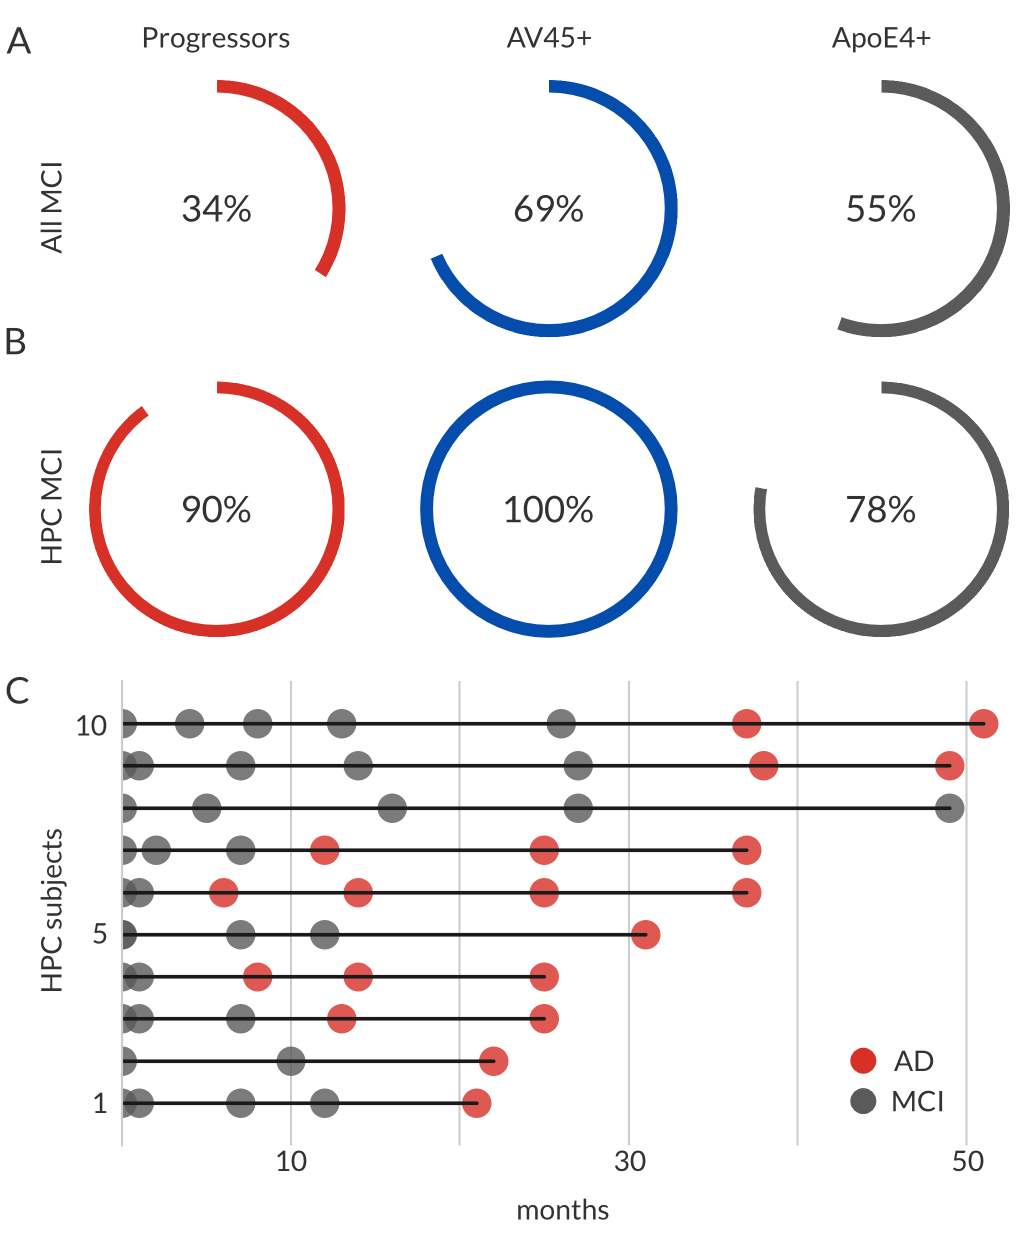 A
Progressors
AV45+
ApoE4+
All MCI
34%
69%
55%
B
HPC MCI
90%
100%
78%
C
HPC subjects
10
5
1
AD
MCI
10
30
50
months